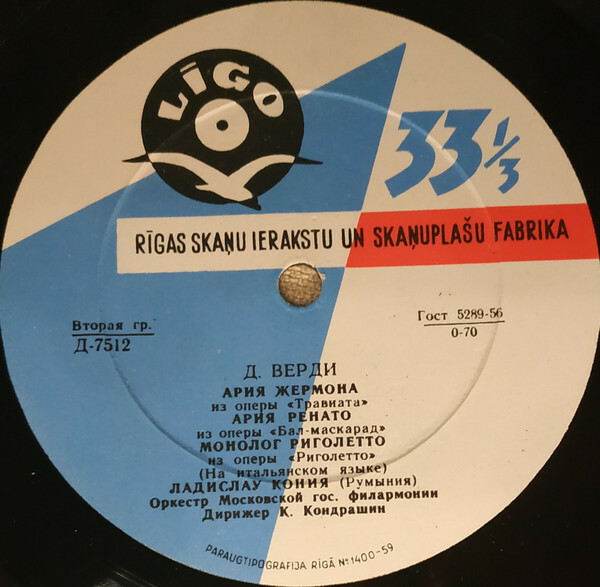 LĪGO
33 1/3
RĪGAS SKAŅU IERAKSTU UN SKAŅUPLAŠU FABRIKA
Вторая гр.
Д-7512
Гост 5289-56
0-70
Д. ВЕРДИ
АРИЯ ЖЕРМОНА
из оперы «Травиата»
АРИЯ РЕНАТО
из оперы «Бал-маскарад»
МОНОЛОГ РИГОЛЕТТО
из оперы «Риголетто»
(На итальянском языке)
ЛАДИСЛАУ КОНИЯ (Румыния)
Оркестр Московской гос. филармонии
Дирижер К. Кондрашин
PARAUGTIPOGRAFIJA RĪGĀ № 1400-59